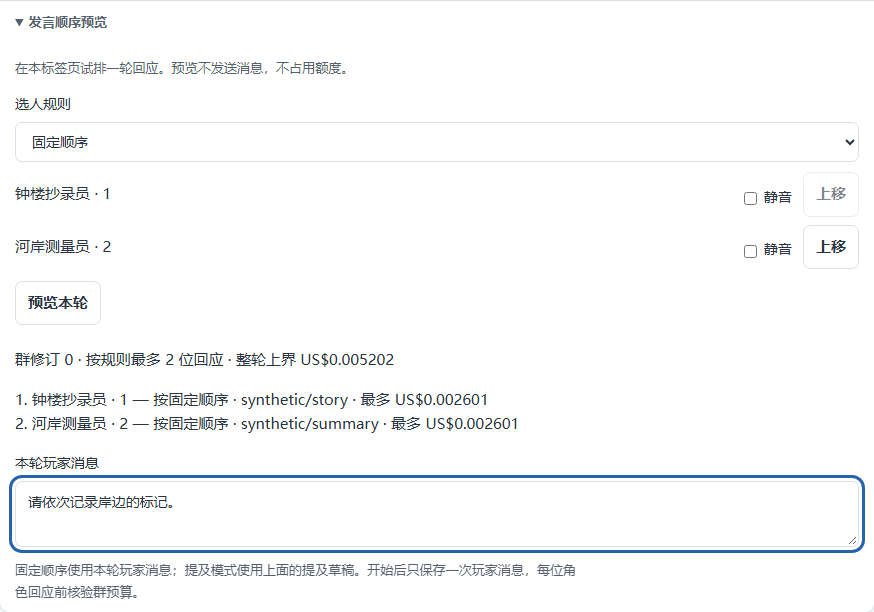 ▼ 发言顺序预览
在本标签页试排一轮回应。预览不发送消息，不占用额度。
选人规则
固定顺序
钟楼抄录员 · 1 静音 上移
河岸测量员 · 2 静音 上移
预览本轮
群修订 0 · 按规则最多 2 位回应 · 整轮上界 US$0.005202
1. 钟楼抄录员 · 1 — 按固定顺序 · synthetic/story · 最多 US$0.002601
2. 河岸测量员 · 2 — 按固定顺序 · synthetic/summary · 最多 US$0.002601
本轮玩家消息
请依次记录岸边的标记。
固定顺序使用本轮玩家消息；提及模式使用上面的提及草稿。开始后只保存一次玩家消息，每位角
色回应前核验群预算。